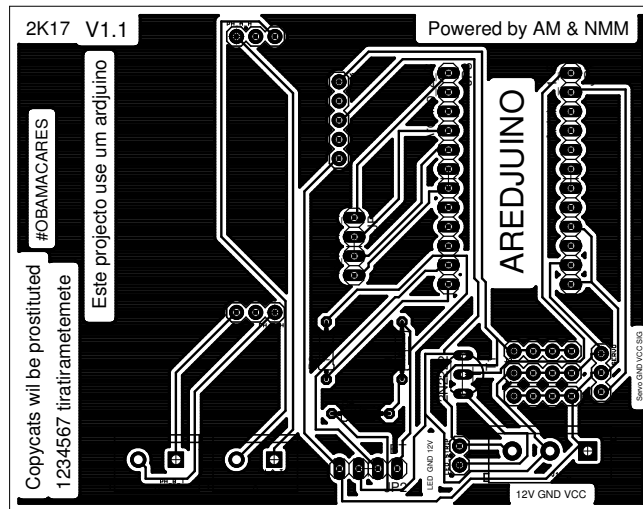 2K17 V1.1
Powered by AM & NMM
#OBAMACARES
Este projecto use um ardjuino
AREDJUINO
Copycats wil be prostituted
1234567 tiratirametemete
Servo GND VCC SIG
LED GND 12V
12V GND VCC
JP2